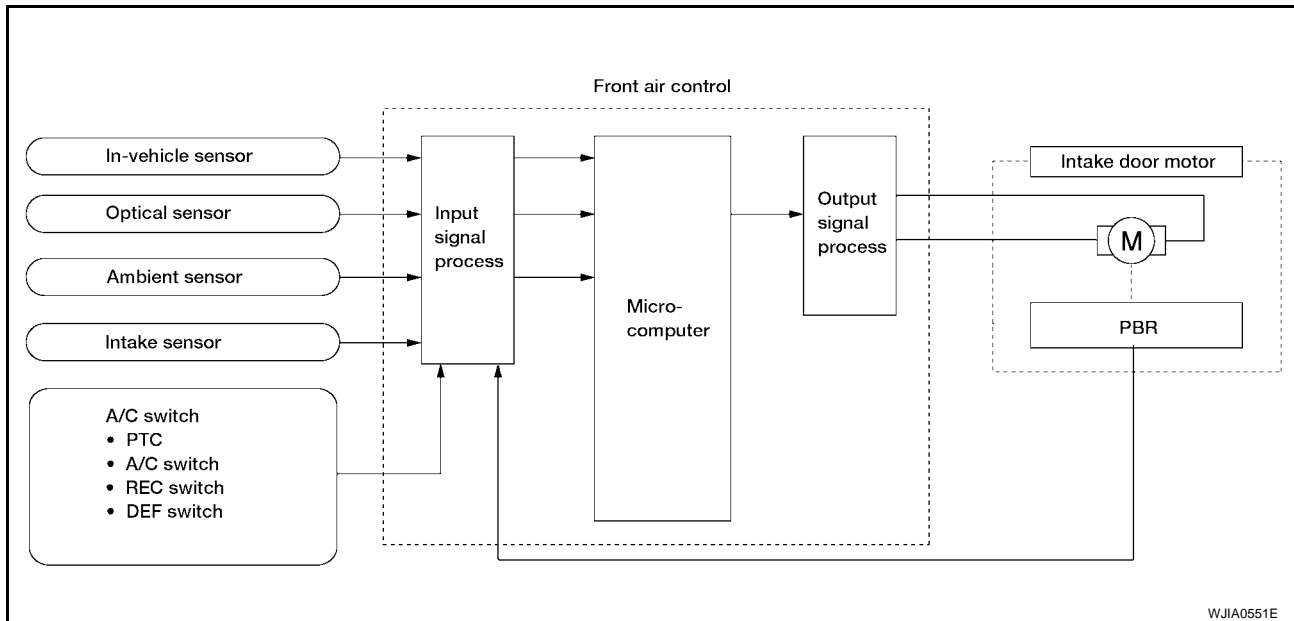 Front air control
In-vehicle sensor
Optical sensor
Ambient sensor
Intake sensor
A/C switch
• PTC
• A/C switch
• REC switch
• DEF switch
Input
signal
process
Micro-
computer
Output
signal
process
Intake door motor
M
PBR
WJIA0551E